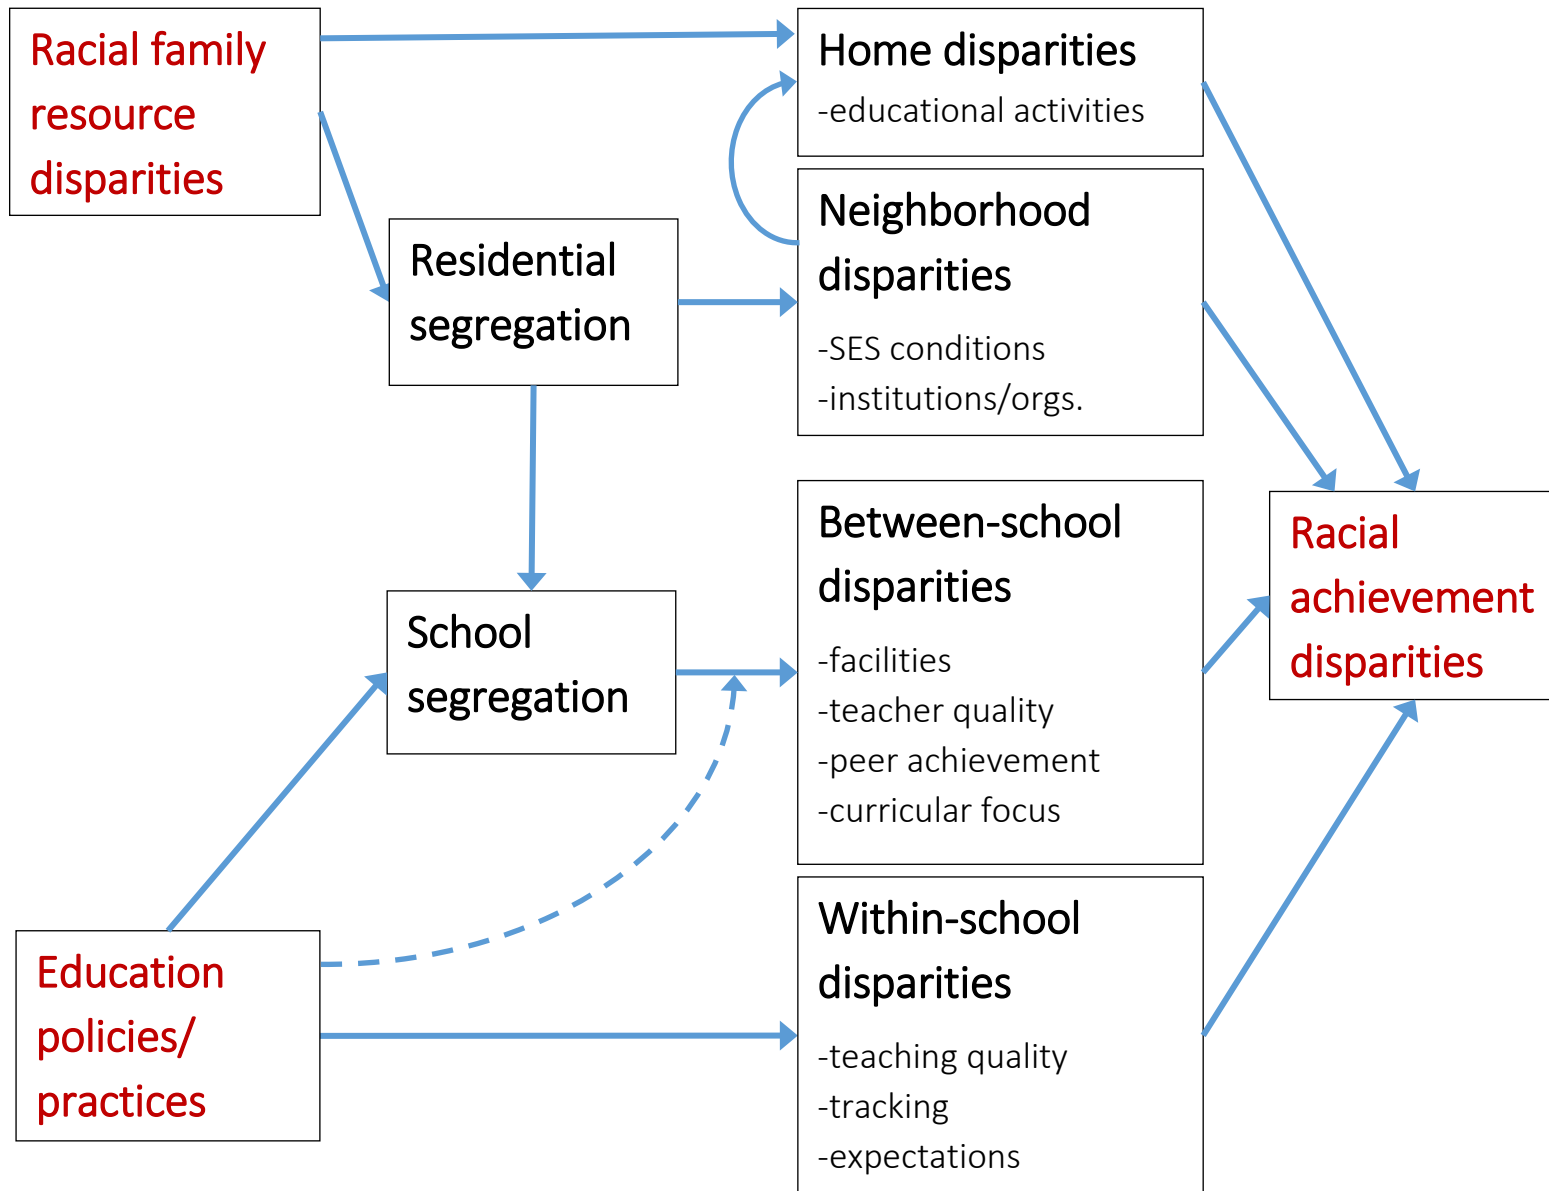 Racial family
resource
disparities
Home disparities
-educational activities
Residential
segregation
Neighborhood
disparities
-SES conditions
-institutions/orgs.
School
segregation
Between-school
disparities
-facilities
-teacher quality
-peer achievement
-curricular focus
Racial
achievement
disparities
Education
policies/
practices
Within-school
disparities
-teaching quality
-tracking
-expectations